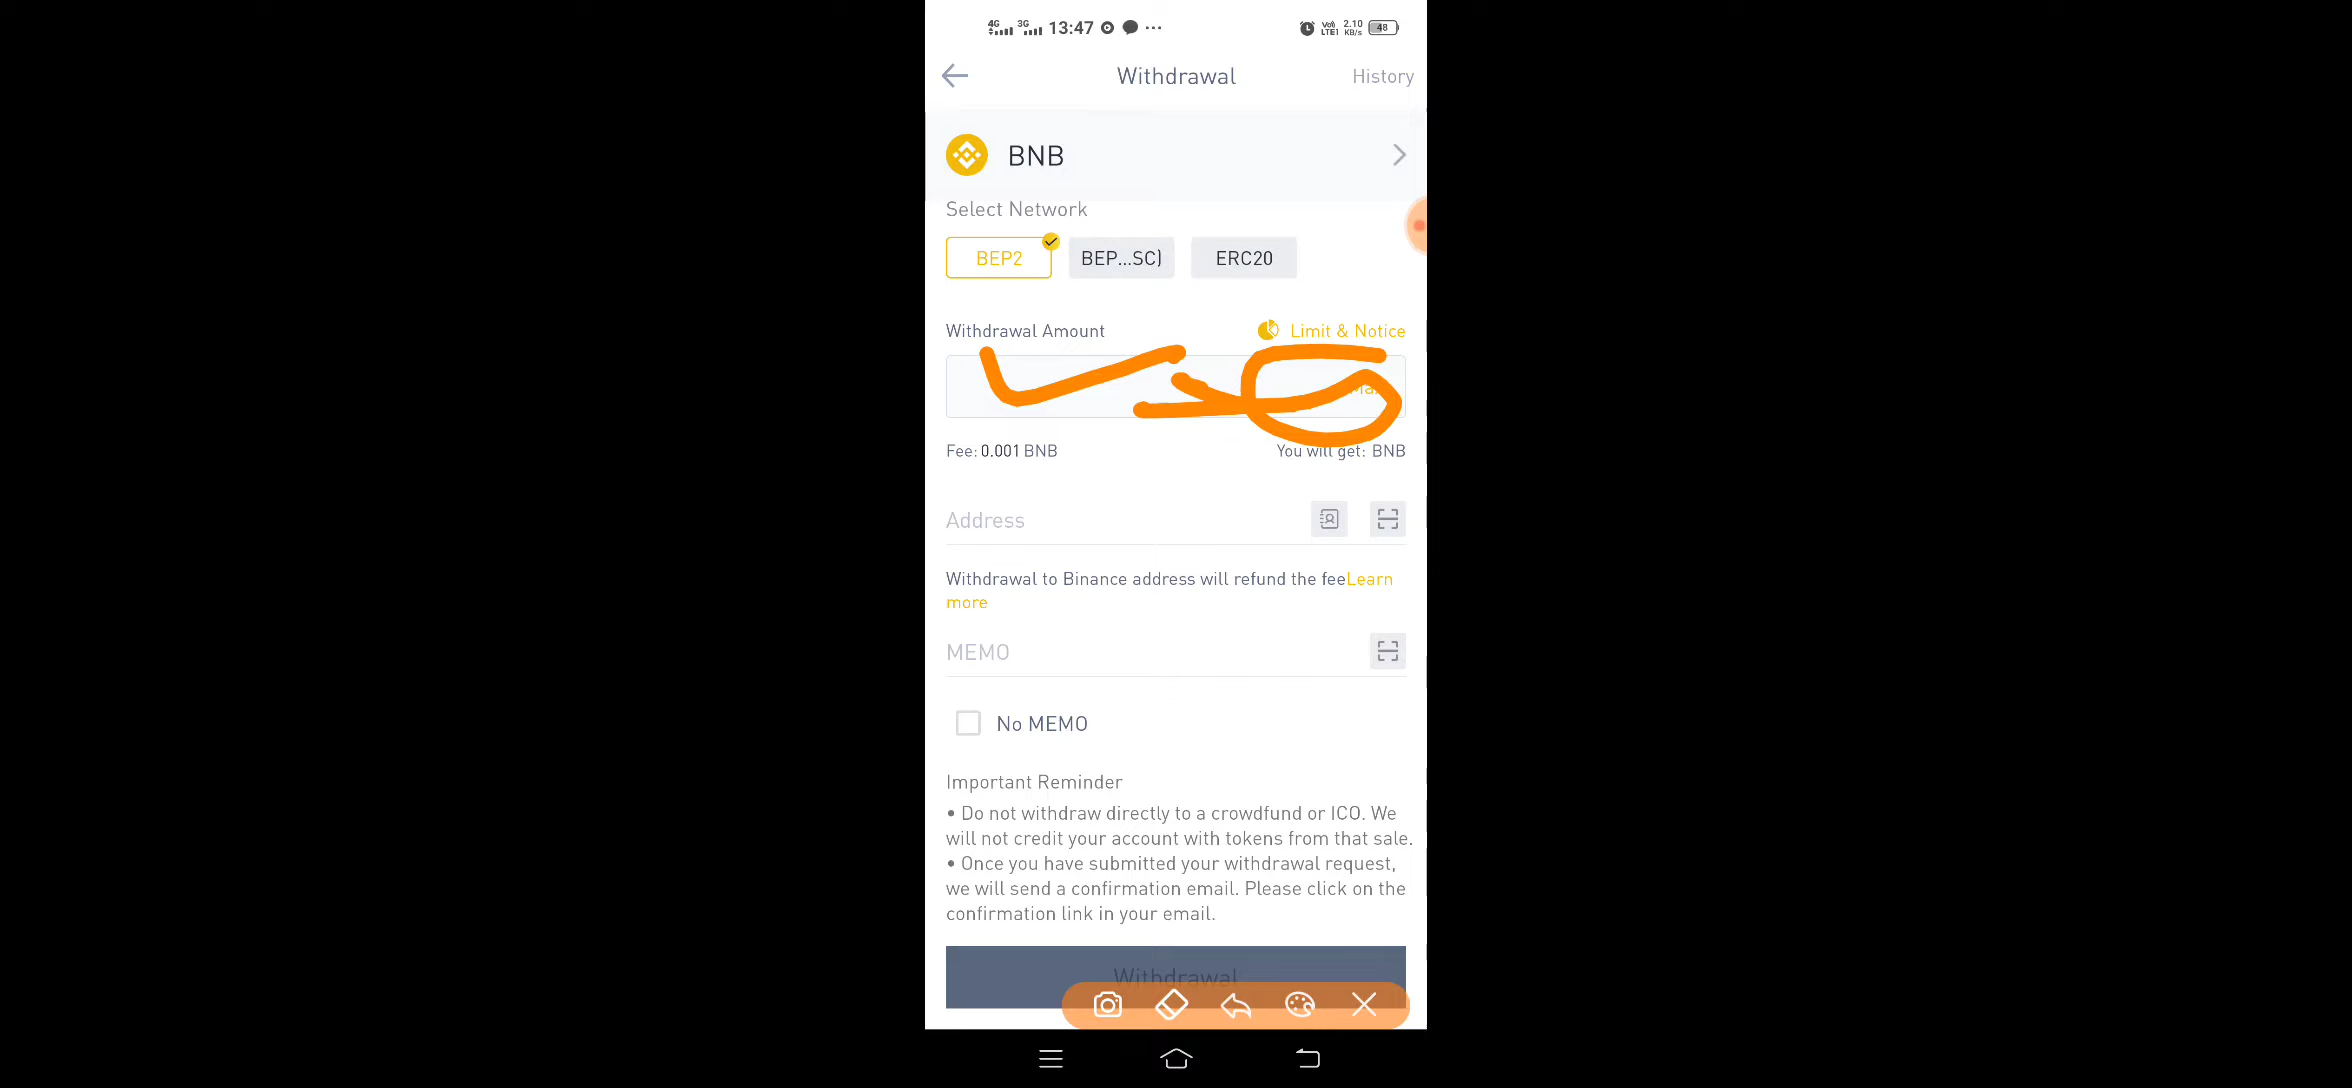 4G 3G 13:47 ... Vo) LTE1 2.10 KB/s 48
Withdrawal History
BNB
Select Network
BEP2 BEP...SC) ERC20
Withdrawal Amount Limit & Notice
Fee: 0.001 BNB You will get: BNB
Address
Withdrawal to Binance address will refund the feeLearn
more
MEMO
No MEMO
Important Reminder
• Do not withdraw directly to a crowdfund or ICO. We
will not credit your account with tokens from that sale.
• Once you have submitted your withdrawal request,
we will send a confirmation email. Please click on the
confirmation link in your email.
Withdrawal